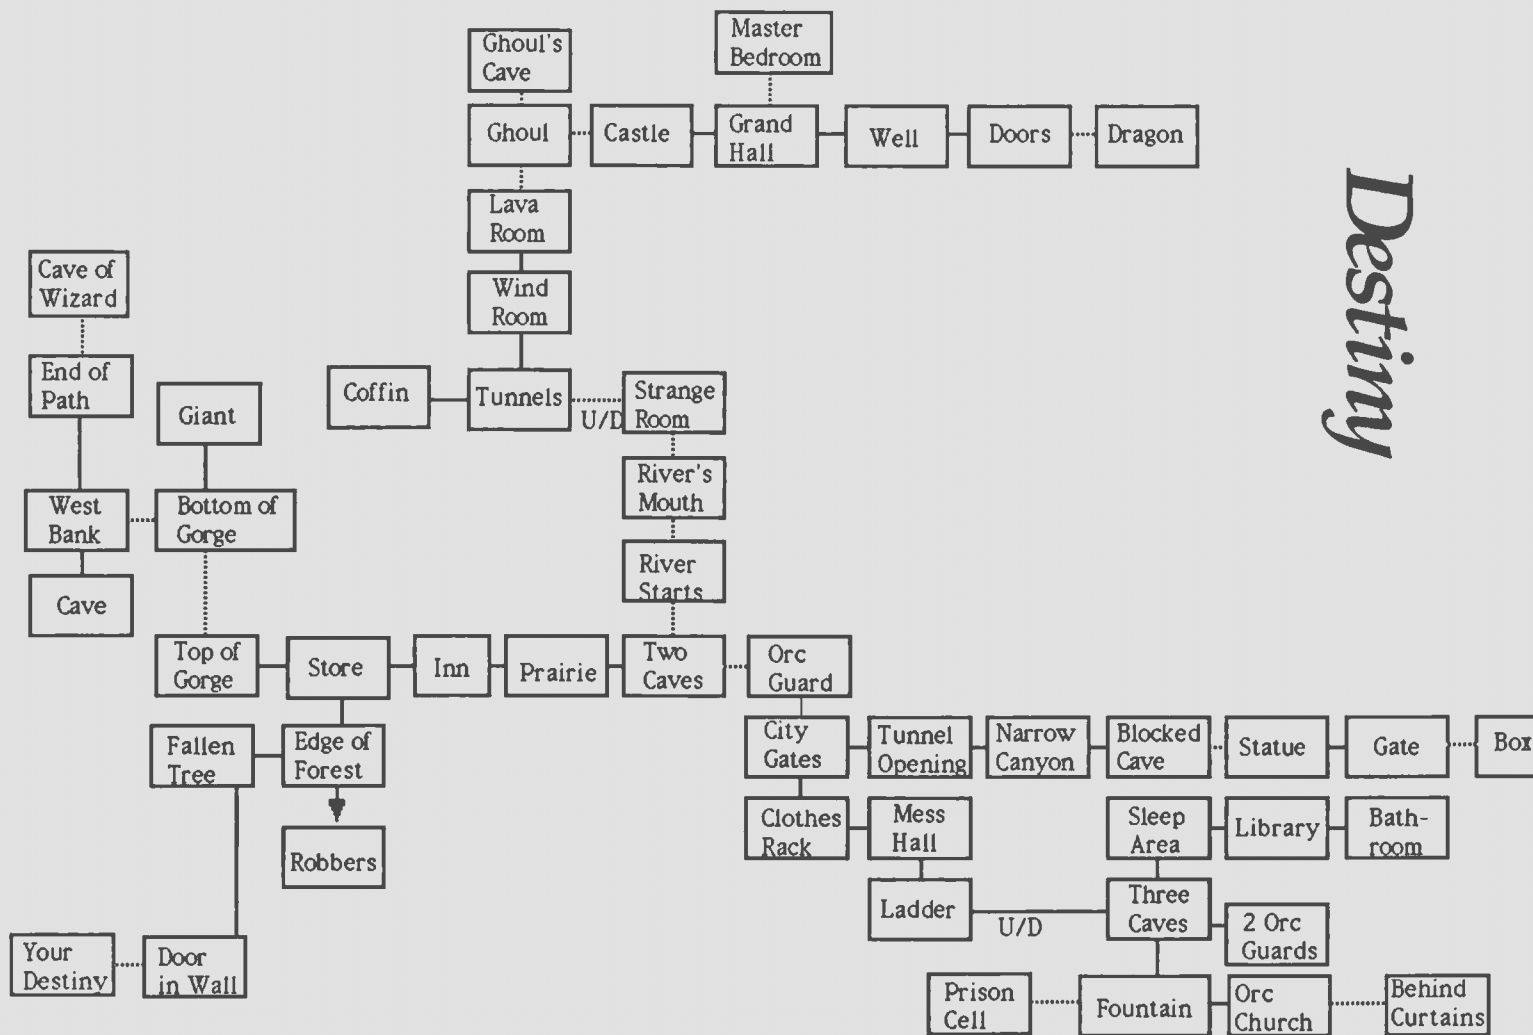 Destiny
Master
Bedroom
Ghoul's
Cave
Ghoul
Castle
Grand
Hall
Well
Doors
Dragon
Lava
Room
Wind
Room
Cave of
Wizard
End of
Path
Giant
Coffin
Tunnels
U/D
Strange
Room
River's
Mouth
West
Bank
Bottom of
Gorge
Cave
River
Starts
Top of
Gorge
Store
Inn
Prairie
Two
Caves
Orc
Guard
Fallen
Tree
Edge of
Forest
Robbers
City
Gates
Tunnel
Opening
Narrow
Canyon
Blocked
Cave
Statue
Gate
Box
Clothes
Rack
Mess
Hall
Sleep
Area
Library
Bath-
room
Ladder
U/D
Three
Caves
2 Orc
Guards
Your
Destiny
Door
in Wall
Prison
Cell
Fountain
Orc
Church
Behind
Curtains